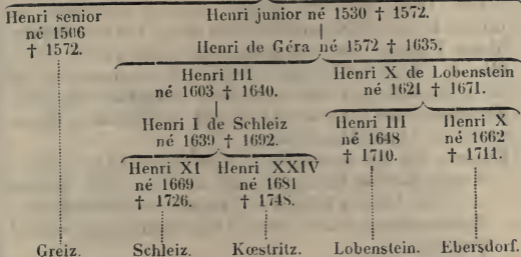 Henri senior Henri junior né 1530 † 1572.
né 1506
† 1572. Henri de Géra né 1572 † 1635.
Henri III Henri X de Lobenstein
né 1603 † 1640. né 1621 † 1671.
Henri I de Schleiz Henri III Henri X
né 1639 † 1692. né 1648 né 1662
Henri XI Henri XXIV † 1710. † 1711.
né 1669 né 1681
† 1726. † 1748.
Greiz. Schleiz. Kœstritz. Lobenstein. Ebersdorf.